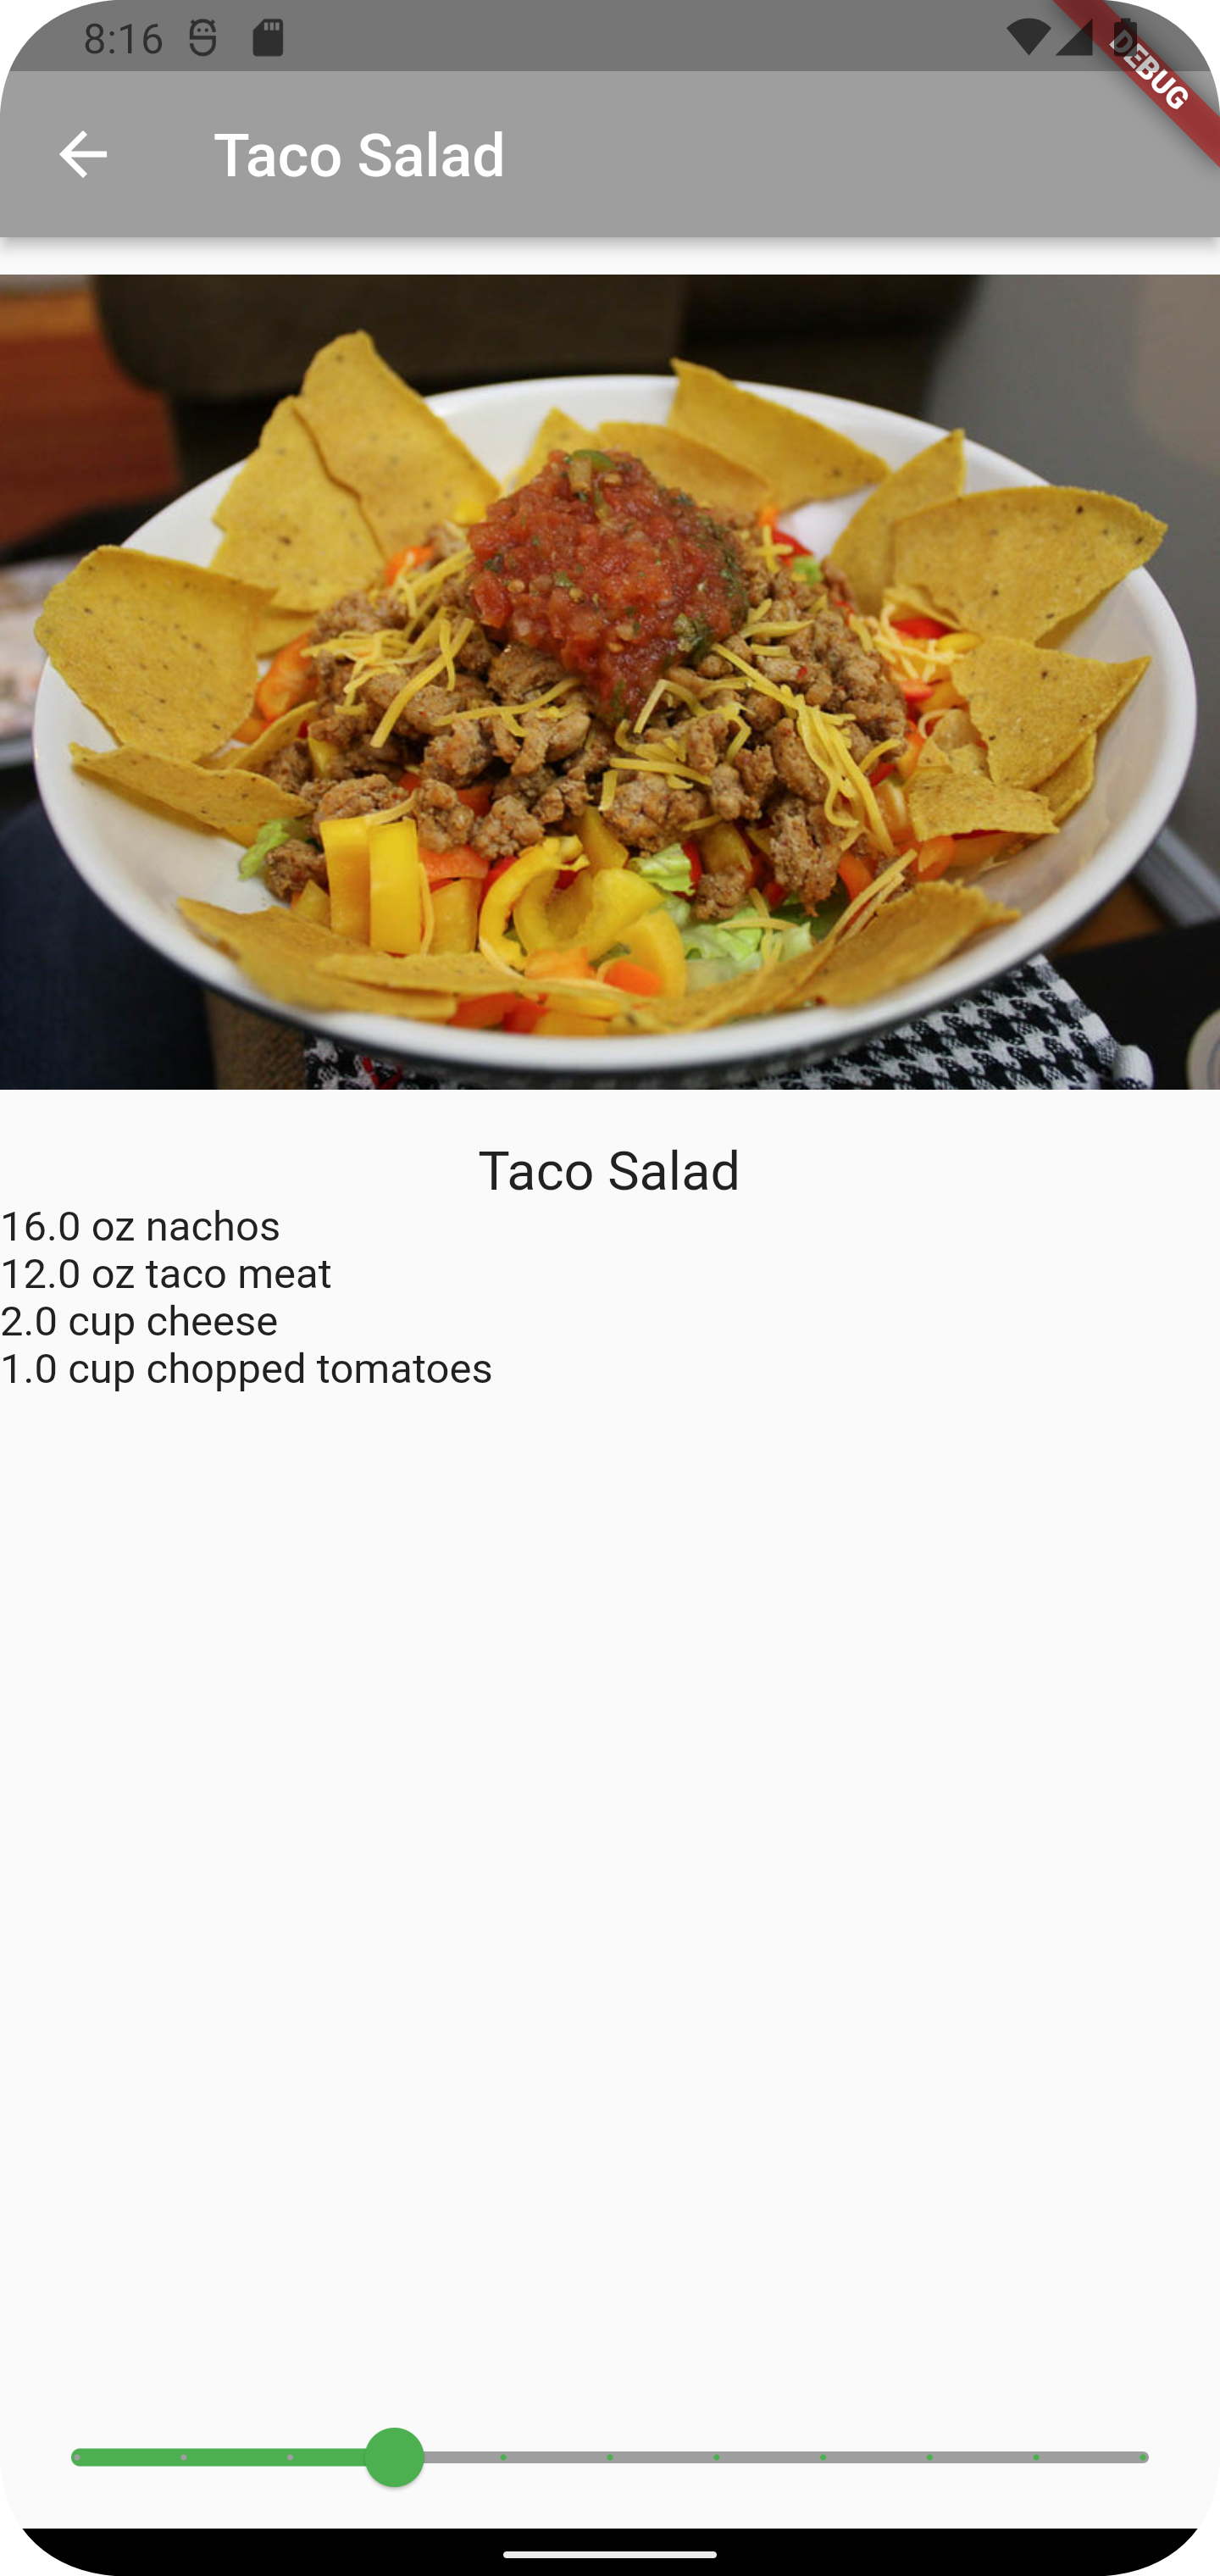 8:16
DEBUG
Taco Salad
Taco Salad
16.0 oz nachos
12.0 oz taco meat
2.0 cup cheese
1.0 cup chopped tomatoes